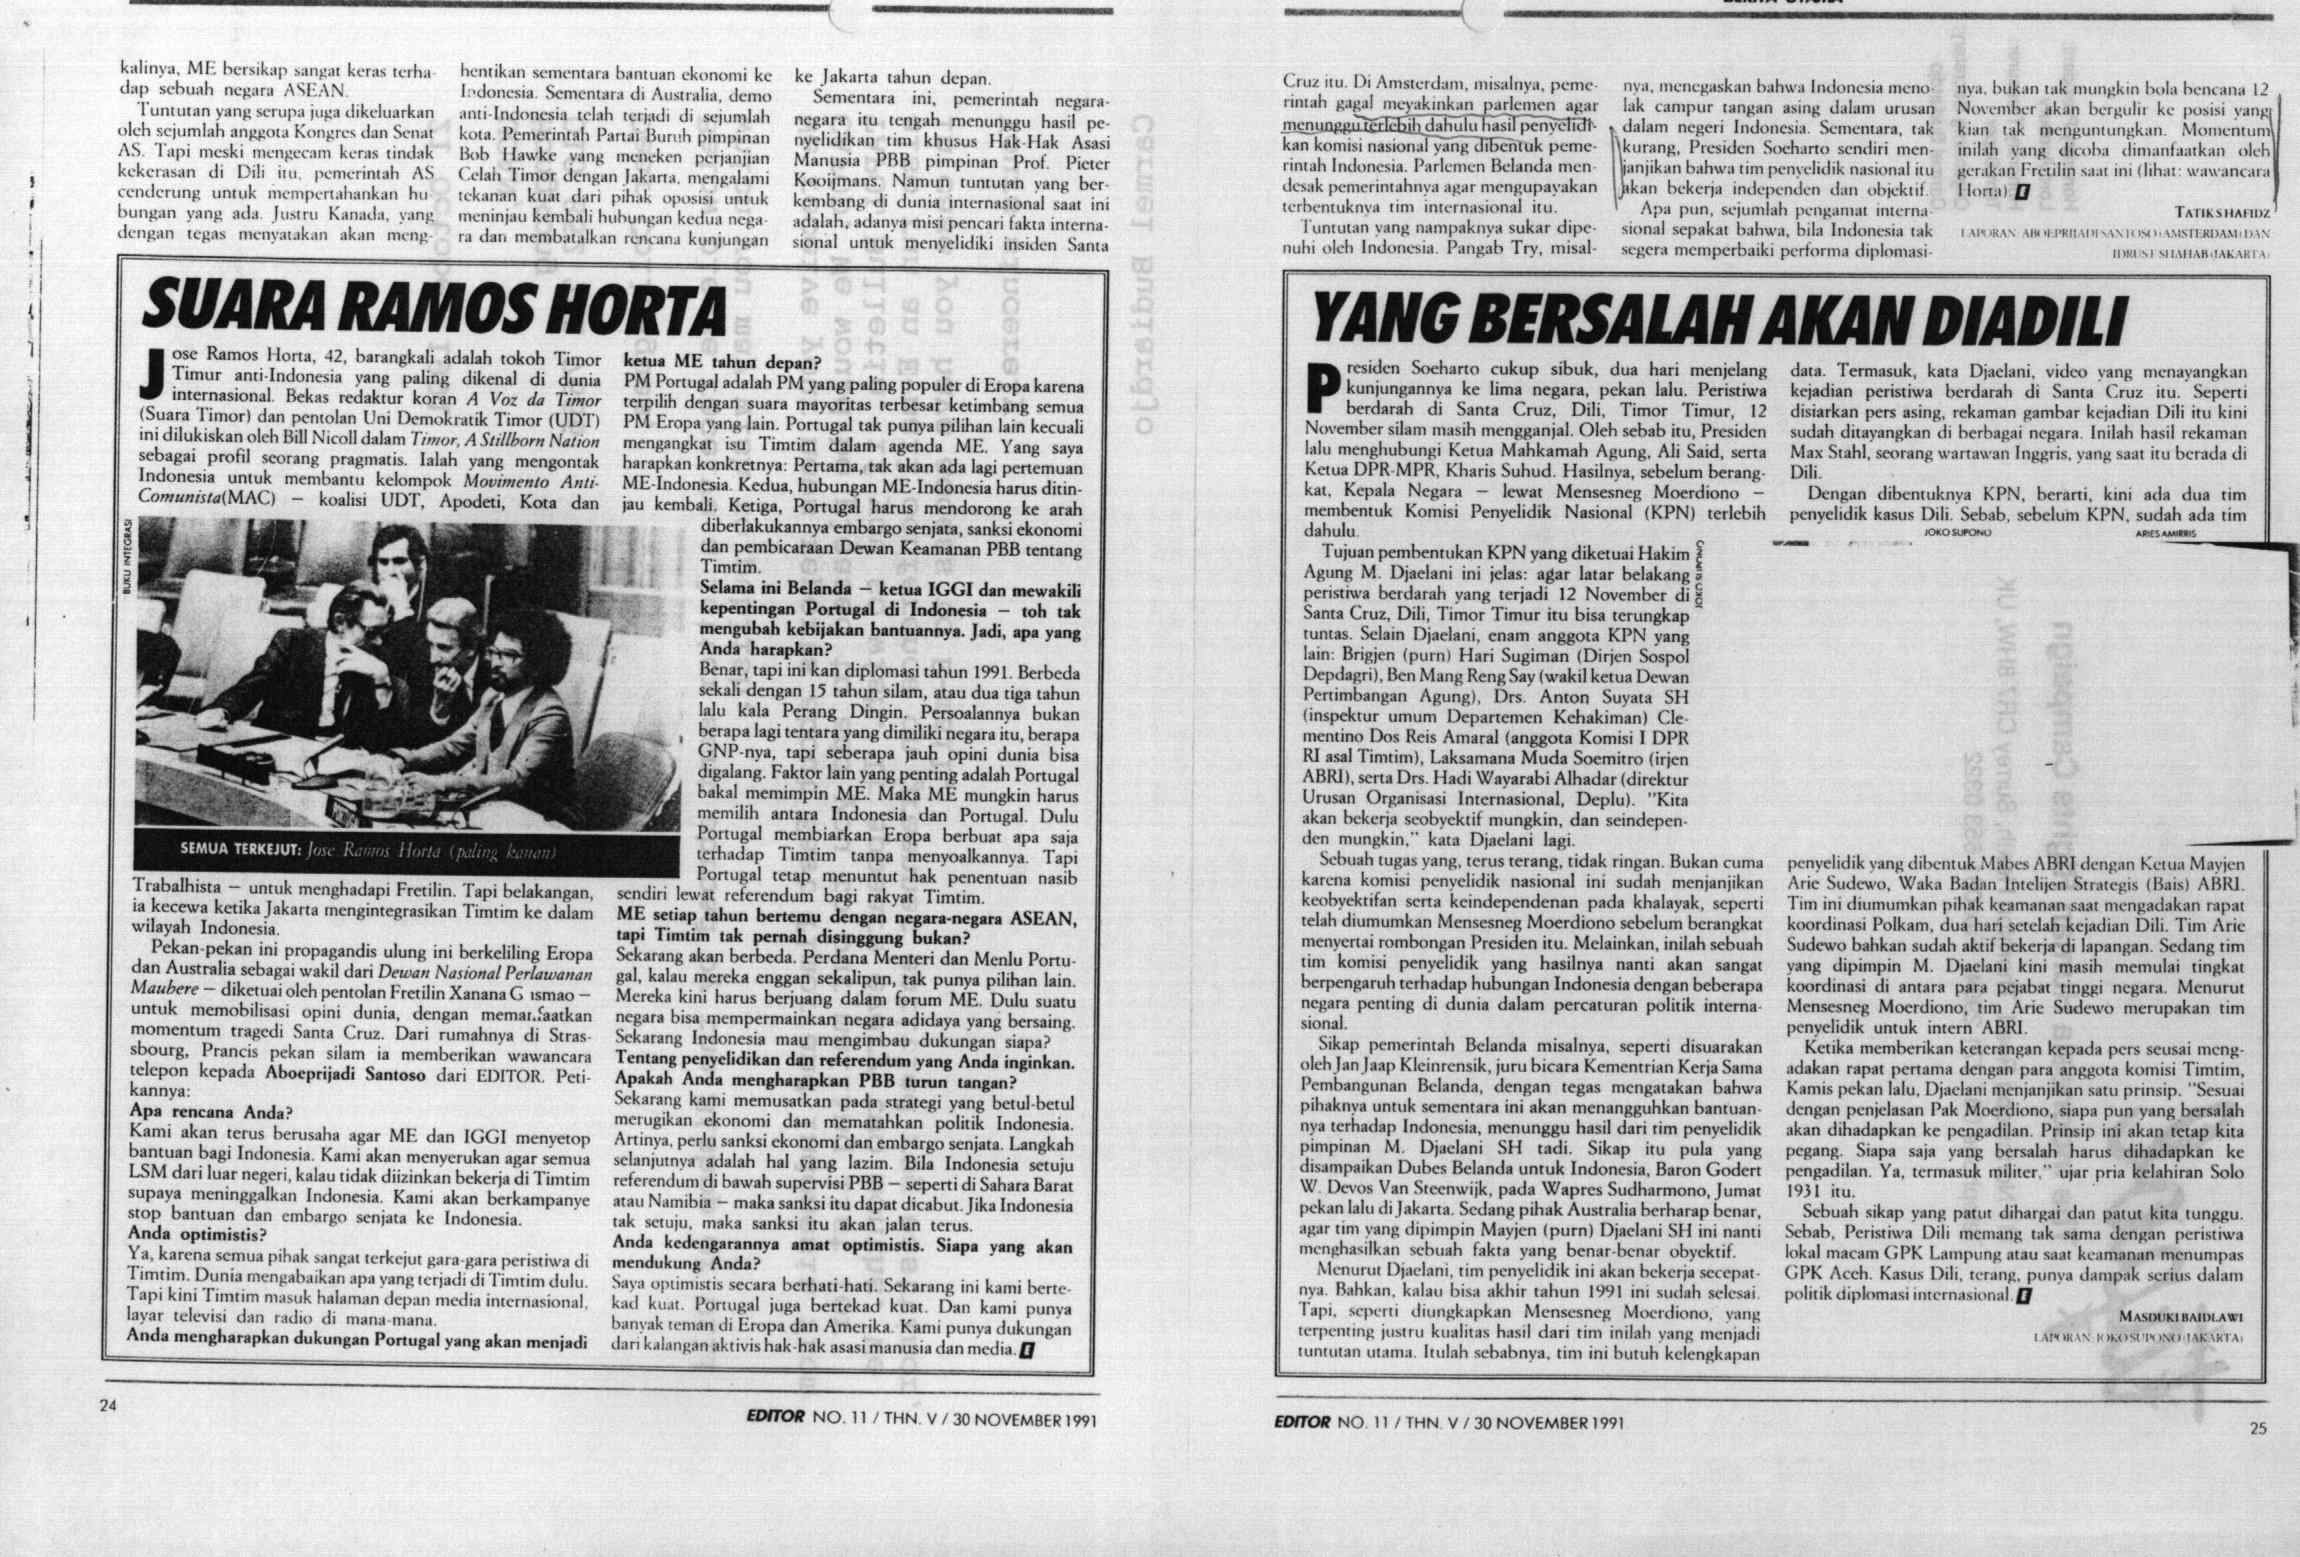 BERITA UTAMA
kalinya, ME bersikap sangat keras terha-
dap sebuah negara ASEAN.
Tuntutan yang serupa juga dikeluarkan
oleh sejumlah anggota Kongres dan Senat
AS. Tapi meski mengecam keras tindak
kekerasan di Dili itu, pemerintah AS
cenderung untuk mempertahankan hu-
bungan yang ada. Justru Kanada, yang
dengan tegas menyatakan akan meng-
hentikan sementara bantuan ekonomi ke
Indonesia. Sementara di Australia, demo
anti-Indonesia telah terjadi di sejumlah
kota. Pemerintah Partai Buruh pimpinan
Bob Hawke yang meneken perjanjian
Celah Timor dengan Jakarta, mengalami
tekanan kuat dari pihak oposisi untuk
meninjau kembali hubungan kedua nega-
ra dan membatalkan rencana kunjungan
ke Jakarta tahun depan.
Sementara ini, pemerintah negara-
negara itu tengah menunggu hasil pe-
nyelidikan tim khusus Hak-Hak Asasi
Manusia PBB pimpinan Prof. Pieter
Kooijmans. Namun tuntutan yang ber-
kembang di dunia internasional saat ini
adalah, adanya misi pencari fakta interna-
sional untuk menyelidiki insiden Santa
Cruz itu. Di Amsterdam, misalnya, peme-
rintah gagal meyakinkan parlemen agar
menunggu terlebih dahulu hasil penyelidi-
kan komisi nasional yang dibentuk peme-
rintah Indonesia. Parlemen Belanda men-
desak pemerintahnya agar mengupayakan
terbentuknya tim internasional itu.
Tuntutan yang nampaknya sukar dipe-
nuhi oleh Indonesia. Pangab Try, misal-
nya, menegaskan bahwa Indonesia meno-
lak campur tangan asing dalam urusan
dalam negeri Indonesia. Sementara, tak
kurang, Presiden Soeharto sendiri men-
janjikan bahwa tim penyelidik nasional itu
akan bekerja independen dan objektif.
Apa pun, sejumlah pengamat interna-
sional sepakat bahwa, bila Indonesia tak
segera memperbaiki performa diplomasi-
nya, bukan tak mungkin bola bencana 12
November akan bergulir ke posisi yang
kian tak menguntungkan. Momentum
inilah yang dicoba dimanfaatkan oleh
gerakan Fretilin saat ini (lihat: wawancara
Horta).
TATIK S HAFIDZ
LAPORAN: ABOEPRIJADI SANTOSO (AMSTERDAM) DAN
IDRUS F. SHAHAB (JAKARTA)
SUARA RAMOS HORTA
Jose Ramos Horta, 42, barangkali adalah tokoh Timor
Timur anti-Indonesia yang paling dikenal di dunia
internasional. Bekas redaktur koran A Voz da Timor
(Suara Timor) dan pentolan Uni Demokratik Timor (UDT)
ini dilukiskan oleh Bill Nicoll dalam Timor, A Stillborn Nation
sebagai profil seorang pragmatis. Ialah yang mengontak
Indonesia untuk membantu kelompok Movimento Anti-
Comunista(MAC) — koalisi UDT, Apodeti, Kota dan
BUKU INTEGRASI
SEMUA TERKEJUT: Jose Ramos Horta (paling kanan)
Trabalhista — untuk menghadapi Fretilin. Tapi belakangan,
ia kecewa ketika Jakarta mengintegrasikan Timtim ke dalam
wilayah Indonesia.
Pekan-pekan ini propagandis ulung ini berkeliling Eropa
dan Australia sebagai wakil dari Dewan Nasional Perlawanan
Maubere — diketuai oleh pentolan Fretilin Xanana G ismao —
untuk memobilisasi opini dunia, dengan memanfaatkan
momentum tragedi Santa Cruz. Dari rumahnya di Stras-
sbourg, Prancis pekan silam ia memberikan wawancara
telepon kepada Aboeprijadi Santoso dari EDITOR. Peti-
kannya:
Apa rencana Anda?
Kami akan terus berusaha agar ME dan IGGI menyetop
bantuan bagi Indonesia. Kami akan menyerukan agar semua
LSM dari luar negeri, kalau tidak diizinkan bekerja di Timtim
supaya meninggalkan Indonesia. Kami akan berkampanye
stop bantuan dan embargo senjata ke Indonesia.
Anda optimistis?
Ya, karena semua pihak sangat terkejut gara-gara peristiwa di
Timtim. Dunia mengabaikan apa yang terjadi di Timtim dulu.
Tapi kini Timtim masuk halaman depan media internasional,
layar televisi dan radio di mana-mana.
Anda mengharapkan dukungan Portugal yang akan menjadi
ketua ME tahun depan?
PM Portugal adalah PM yang paling populer di Eropa karena
terpilih dengan suara mayoritas terbesar ketimbang semua
PM Eropa yang lain. Portugal tak punya pilihan lain kecuali
mengangkat isu Timtim dalam agenda ME. Yang saya
harapkan konkretnya: Pertama, tak akan ada lagi pertemuan
ME-Indonesia. Kedua, hubungan ME-Indonesia harus ditin-
jau kembali. Ketiga, Portugal harus mendorong ke arah
diberlakukannya embargo senjata, sanksi ekonomi
dan pembicaraan Dewan Keamanan PBB tentang
Timtim.
Selama ini Belanda — ketua IGGI dan mewakili
kepentingan Portugal di Indonesia — toh tak
mengubah kebijakan bantuannya. Jadi, apa yang
Anda harapkan?
Benar, tapi ini kan diplomasi tahun 1991. Berbeda
sekali dengan 15 tahun silam, atau dua tiga tahun
lalu kala Perang Dingin. Persoalannya bukan
berapa lagi tentara yang dimiliki negara itu, berapa
GNP-nya, tapi seberapa jauh opini dunia bisa
digalang. Faktor lain yang penting adalah Portugal
bakal memimpin ME. Maka ME mungkin harus
memilih antara Indonesia dan Portugal. Dulu
Portugal membiarkan Eropa berbuat apa saja
terhadap Timtim tanpa menyoalkannya. Tapi
Portugal tetap menuntut hak penentuan nasib
sendiri lewat referendum bagi rakyat Timtim.
ME setiap tahun bertemu dengan negara-negara ASEAN,
tapi Timtim tak pernah disinggung bukan?
Sekarang akan berbeda. Perdana Menteri dan Menlu Portu-
gal, kalau mereka enggan sekalipun, tak punya pilihan lain.
Mereka kini harus berjuang dalam forum ME. Dulu suatu
negara bisa mempermainkan negara adidaya yang bersaing.
Sekarang Indonesia mau mengimbau dukungan siapa?
Tentang penyelidikan dan referendum yang Anda inginkan.
Apakah Anda mengharapkan PBB turun tangan?
Sekarang kami memusatkan pada strategi yang betul-betul
merugikan ekonomi dan mematahkan politik Indonesia.
Artinya, perlu sanksi ekonomi dan embargo senjata. Langkah
selanjutnya adalah hal yang lazim. Bila Indonesia setuju
referendum di bawah supervisi PBB — seperti di Sahara Barat
atau Namibia — maka sanksi itu dapat dicabut. Jika Indonesia
tak setuju, maka sanksi itu akan jalan terus.
Anda kedengarannya amat optimistis. Siapa yang akan
mendukung Anda?
Saya optimistis secara berhati-hati. Sekarang ini kami berte-
kad kuat. Portugal juga bertekad kuat. Dan kami punya
banyak teman di Eropa dan Amerika. Kami punya dukungan
dari kalangan aktivis hak-hak asasi manusia dan media.
24
EDITOR NO. 11 / THN. V / 30 NOVEMBER 1991
YANG BERSALAH AKAN DIADILI
Presiden Soeharto cukup sibuk, dua hari menjelang
kunjungannya ke lima negara, pekan lalu. Peristiwa
berdarah di Santa Cruz, Dili, Timor Timur, 12
November silam masih mengganjal. Oleh sebab itu, Presiden
lalu menghubungi Ketua Mahkamah Agung, Ali Said, serta
Ketua DPR-MPR, Kharis Suhud. Hasilnya, sebelum berang-
kat, Kepala Negara — lewat Mensesneg Moerdiono —
membentuk Komisi Penyelidik Nasional (KPN) terlebih
dahulu.
Tujuan pembentukan KPN yang diketuai Hakim
Agung M. Djaelani ini jelas: agar latar belakang
peristiwa berdarah yang terjadi 12 November di
Santa Cruz, Dili, Timor Timur itu bisa terungkap
tuntas. Selain Djaelani, enam anggota KPN yang
lain: Brigjen (purn) Hari Sugiman (Dirjen Sospol
Depdagri), Ben Mang Reng Say (wakil ketua Dewan
Pertimbangan Agung), Drs. Anton Suyata SH
(inspektur umum Departemen Kehakiman) Cle-
mentino Dos Reis Amaral (anggota Komisi I DPR
RI asal Timtim), Laksamana Muda Soemitro (irjen
ABRI), serta Drs. Hadi Wayarabi Alhadar (direktur
Urusan Organisasi Internasional, Deplu). "Kita
akan bekerja seobyektif mungkin, dan seindepen-
den mungkin," kata Djaelani lagi.
Sebuah tugas yang, terus terang, tidak ringan. Bukan cuma
karena komisi penyelidik nasional ini sudah menjanjikan
keobyektifan serta keindependenan pada khalayak, seperti
telah diumumkan Mensesneg Moerdiono sebelum berangkat
menyertai rombongan Presiden itu. Melainkan, inilah sebuah
tim komisi penyelidik yang hasilnya nanti akan sangat
berpengaruh terhadap hubungan Indonesia dengan beberapa
negara penting di dunia dalam percaturan politik interna-
sional.
Sikap pemerintah Belanda misalnya, seperti disuarakan
oleh Jan Jaap Kleinrensik, juru bicara Kementrian Kerja Sama
Pembangunan Belanda, dengan tegas mengatakan bahwa
pihaknya untuk sementara ini akan menangguhkan bantuan-
nya terhadap Indonesia, menunggu hasil dari tim penyelidik
pimpinan M. Djaelani SH tadi. Sikap itu pula yang
disampaikan Dubes Belanda untuk Indonesia, Baron Godert
W. Devos Van Steenwijk, pada Wapres Sudharmono, Jumat
pekan lalu di Jakarta. Sedang pihak Australia berharap benar,
agar tim yang dipimpin Mayjen (purn) Djaelani SH ini nanti
menghasilkan sebuah fakta yang benar-benar obyektif.
Menurut Djaelani, tim penyelidik ini akan bekerja secepat-
nya. Bahkan, kalau bisa akhir tahun 1991 ini sudah selesai.
Tapi, seperti diungkapkan Mensesneg Moerdiono, yang
terpenting justru kualitas hasil dari tim inilah yang menjadi
tuntutan utama. Itulah sebabnya, tim ini butuh kelengkapan
data. Termasuk, kata Djaelani, video yang menayangkan
kejadian peristiwa berdarah di Santa Cruz itu. Seperti
disiarkan pers asing, rekaman gambar kejadian Dili itu kini
sudah ditayangkan di berbagai negara. Inilah hasil rekaman
Max Stahl, seorang wartawan Inggris, yang saat itu berada di
Dili.
Dengan dibentuknya KPN, berarti, kini ada dua tim
penyelidik kasus Dili. Sebab, sebelum KPN, sudah ada tim
JOKO SUPONO
ARIES AMIRRIS
penyelidik yang dibentuk Mabes ABRI dengan Ketua Mayjen
Arie Sudewo, Waka Badan Intelijen Strategis (Bais) ABRI.
Tim ini diumumkan pihak keamanan saat mengadakan rapat
koordinasi Polkam, dua hari setelah kejadian Dili. Tim Arie
Sudewo bahkan sudah aktif bekerja di lapangan. Sedang tim
yang dipimpin M. Djaelani kini masih memulai tingkat
koordinasi di antara para pejabat tinggi negara. Menurut
Mensesneg Moerdiono, tim Arie Sudewo merupakan tim
penyelidik untuk intern ABRI.
Ketika memberikan keterangan kepada pers seusai meng-
adakan rapat pertama dengan para anggota komisi Timtim,
Kamis pekan lalu, Djaelani menjanjikan satu prinsip. "Sesuai
dengan penjelasan Pak Moerdiono, siapa pun yang bersalah
akan dihadapkan ke pengadilan. Prinsip ini akan tetap kita
pegang. Siapa saja yang bersalah harus dihadapkan ke
pengadilan. Ya, termasuk militer," ujar pria kelahiran Solo
1931 itu.
Sebuah sikap yang patut dihargai dan patut kita tunggu.
Sebab, Peristiwa Dili memang tak sama dengan peristiwa
lokal macam GPK Lampung atau saat keamanan menumpas
GPK Aceh. Kasus Dili, terang, punya dampak serius dalam
politik diplomasi internasional.
MASDUKI BAIDLAWI
LAPORAN: JOKO SUPONO (JAKARTA)
EDITOR NO. 11 / THN. V / 30 NOVEMBER 1991
25